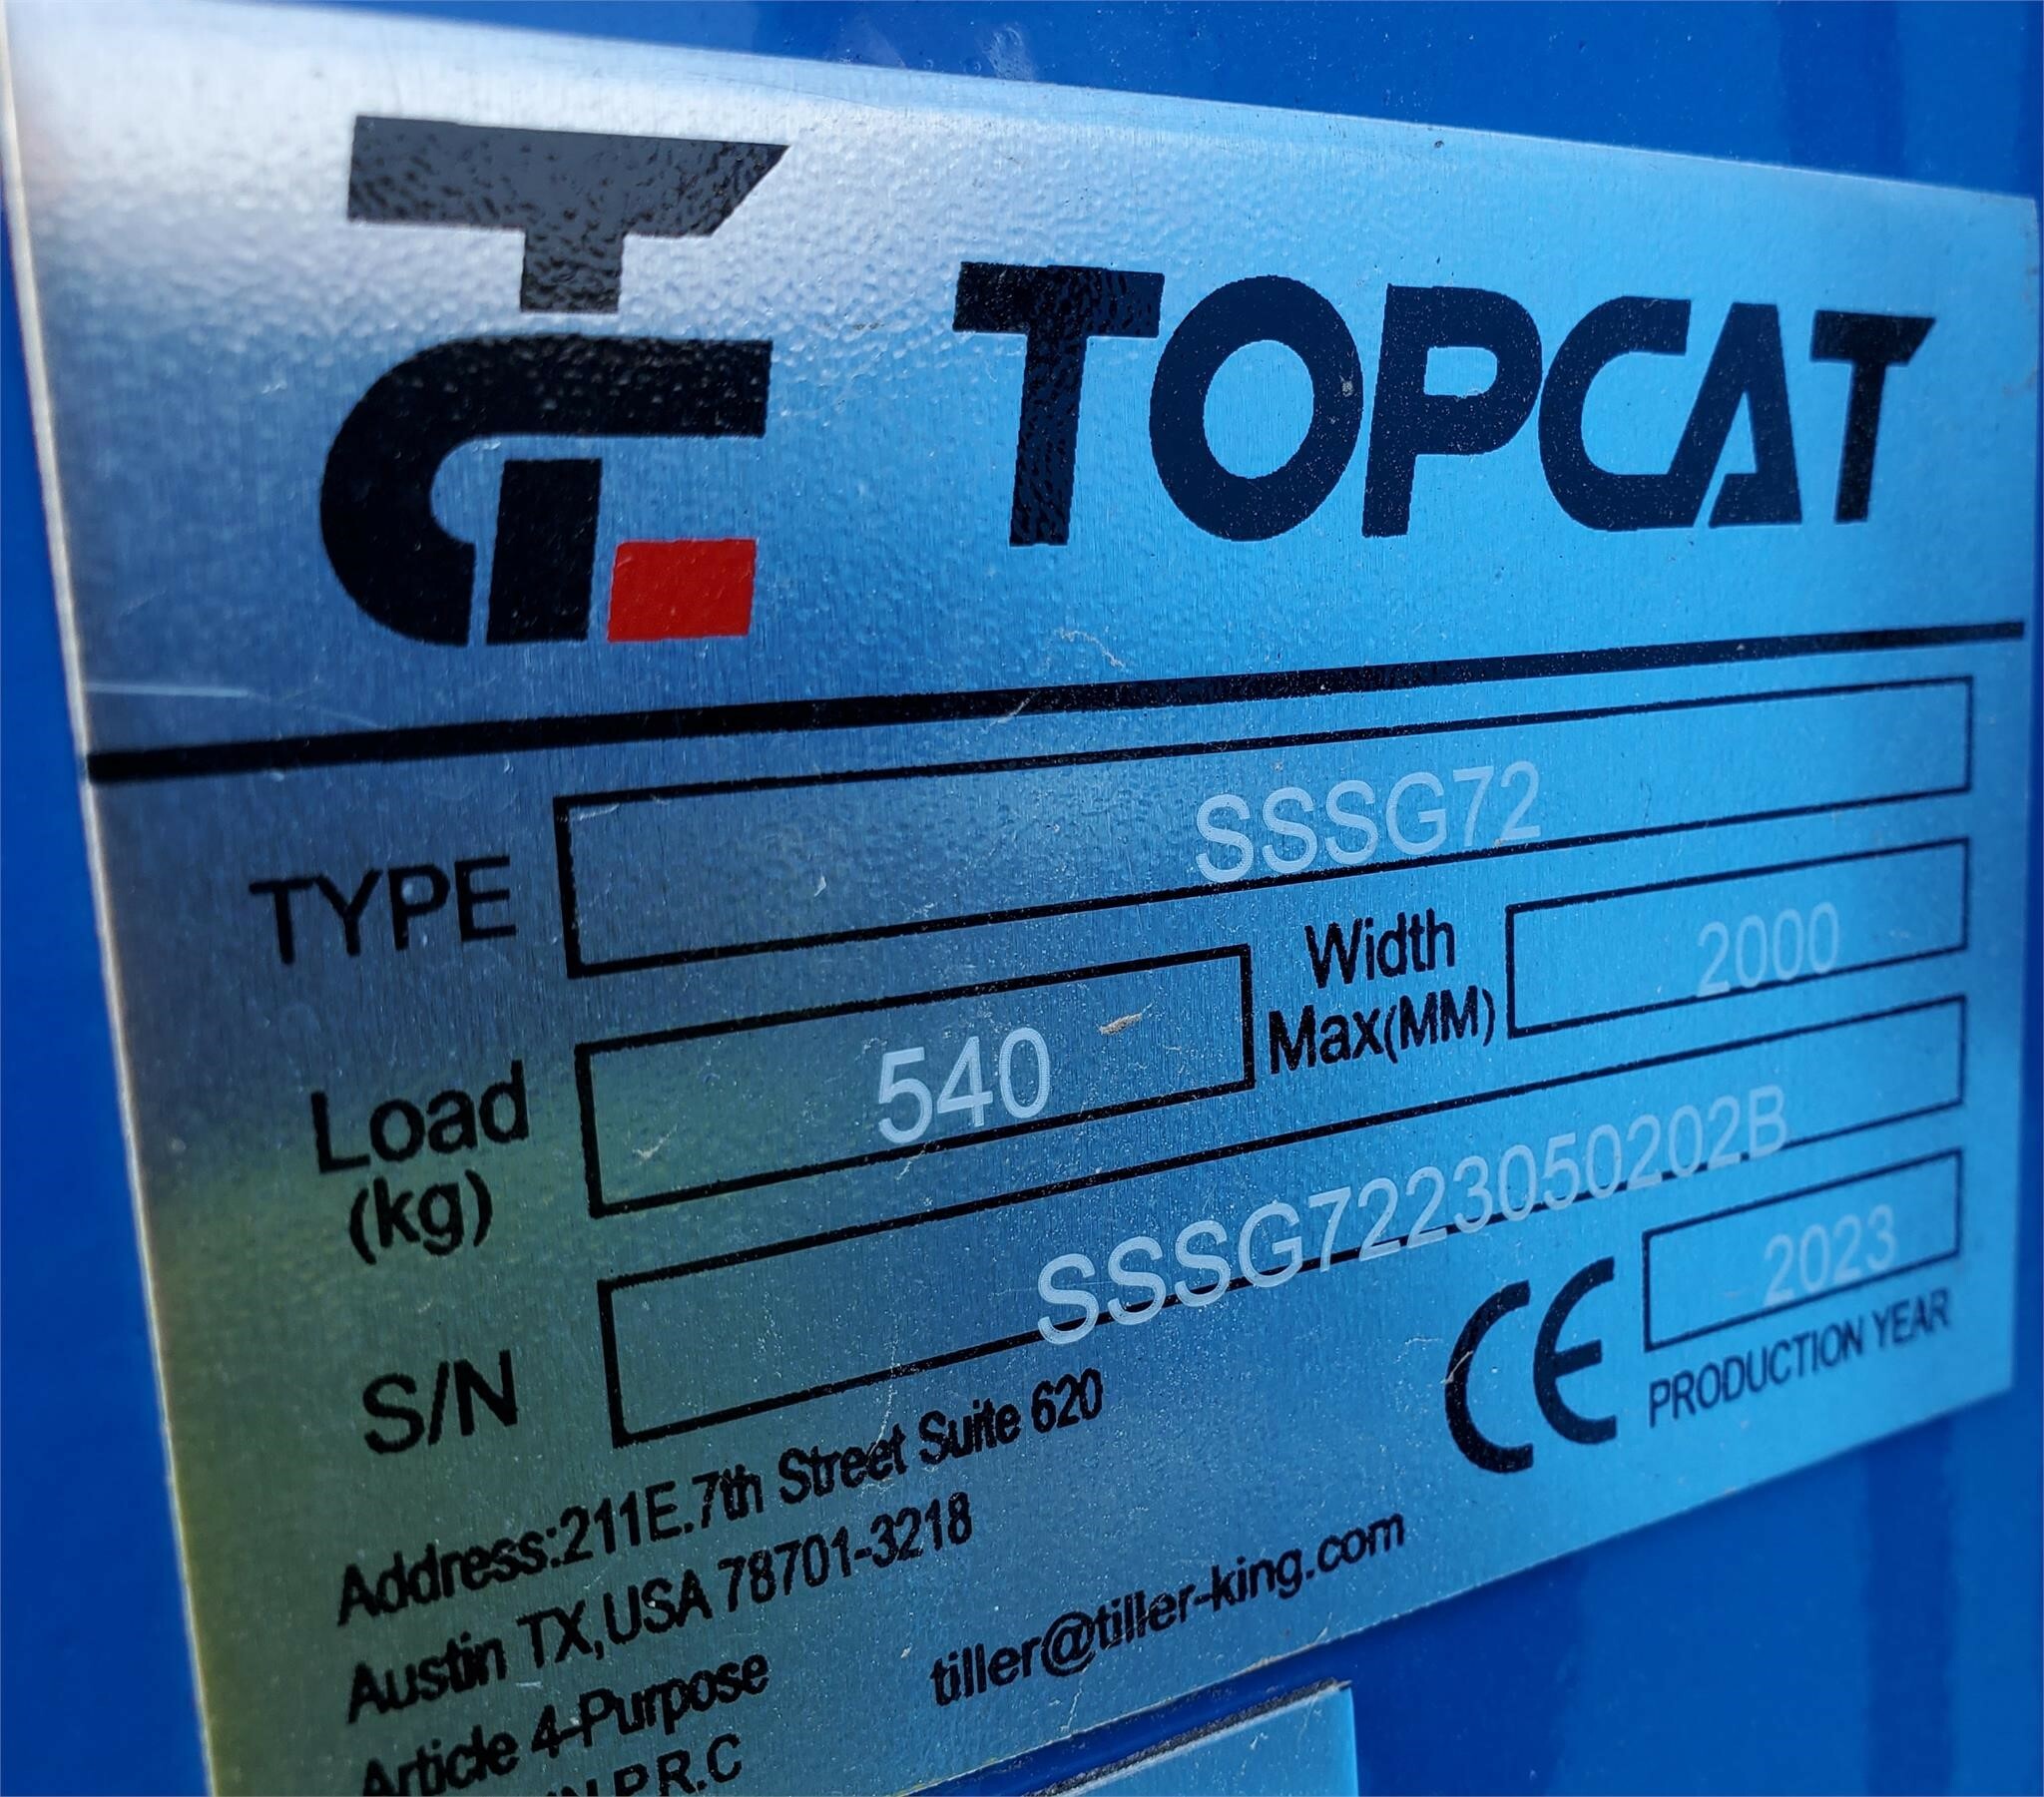 TOPCAT
TYPE SSSG72
Load (kg) 540 Width Max(MM) 2000
S/N SSSG7223050202B
CE 2023
PRODUCTION YEAR
Address:211E.7th Street Suite 620
Austin TX,USA 78701-3218
Article 4-Purpose
tiller@tiller-king.com
P.R.C